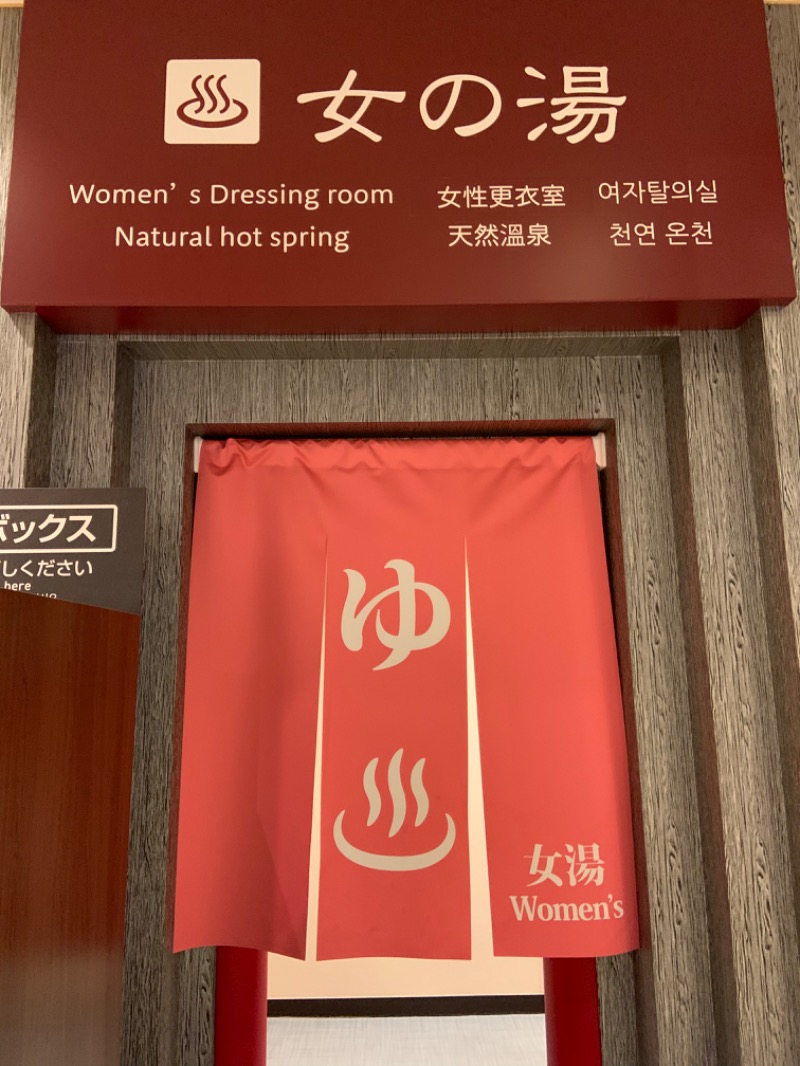 女の湯
Women's Dressing room
Natural hot spring
女性更衣室
天然溫泉
여자탈의실
천연 온천
ボックス
しください
here
ゆ
女湯
Women's